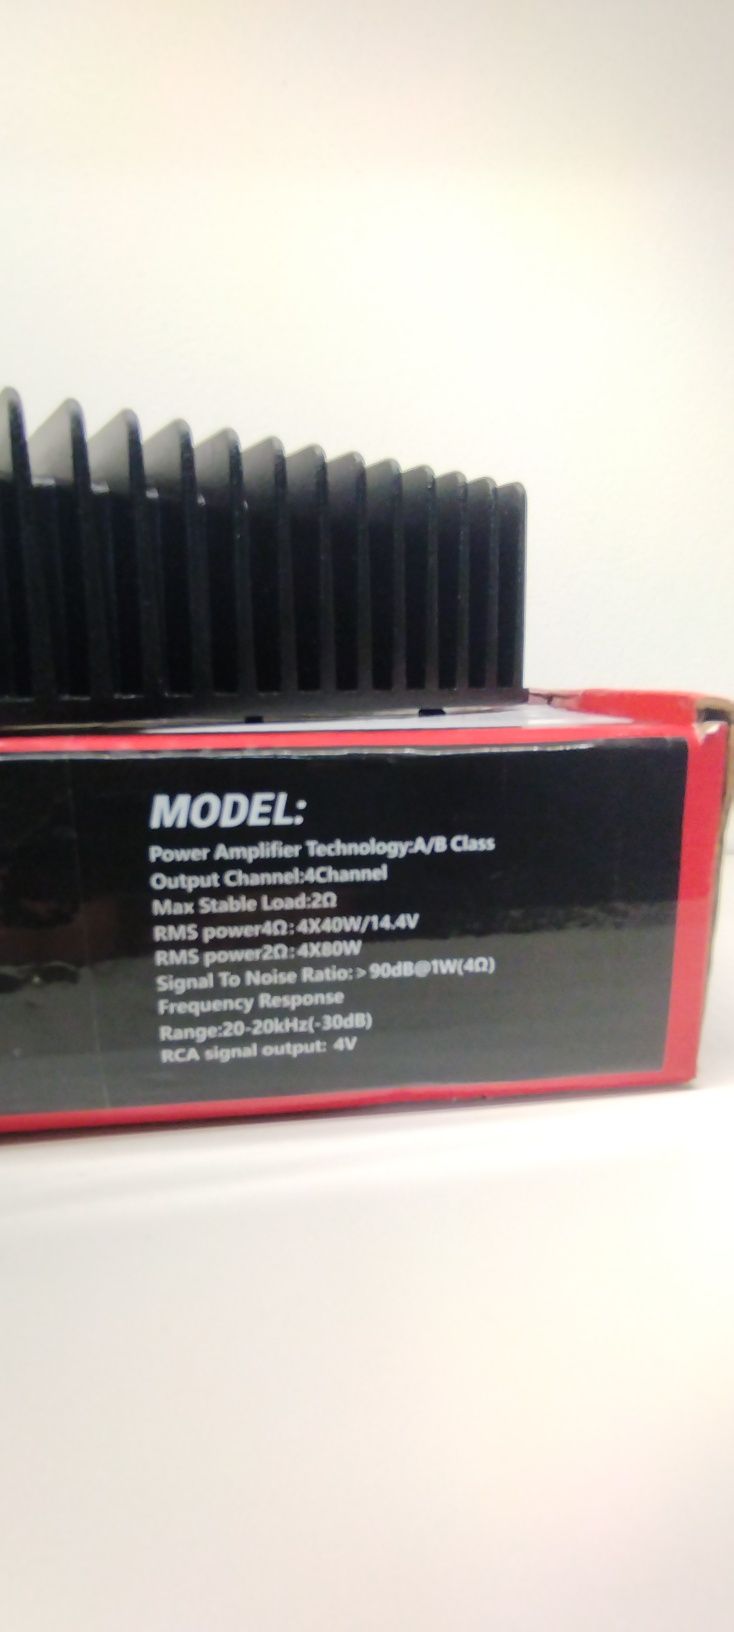 MODEL:
Power Amplifier Technology:A/B Class
Output Channel:4Channel
Max Stable Load:2Ω
RMS power4Ω:4X40W/14.4V
RMS power2Ω:4X80W
Signal To Noise Ratio:>90dB@1W(4Ω)
Frequency Response
Range:20-20kHz(-30dB)
RCA signal output: 4V